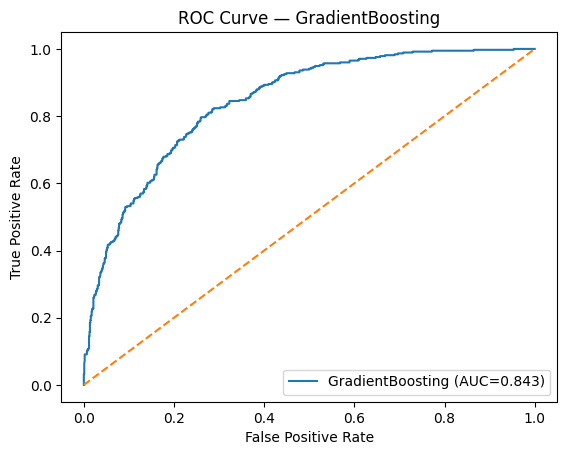 ROC Curve — GradientBoosting
1.0
0.8
0.6
0.4
0.2
0.0
True Positive Rate
GradientBoosting (AUC=0.843)
0.0 0.2 0.4 0.6 0.8 1.0
False Positive Rate